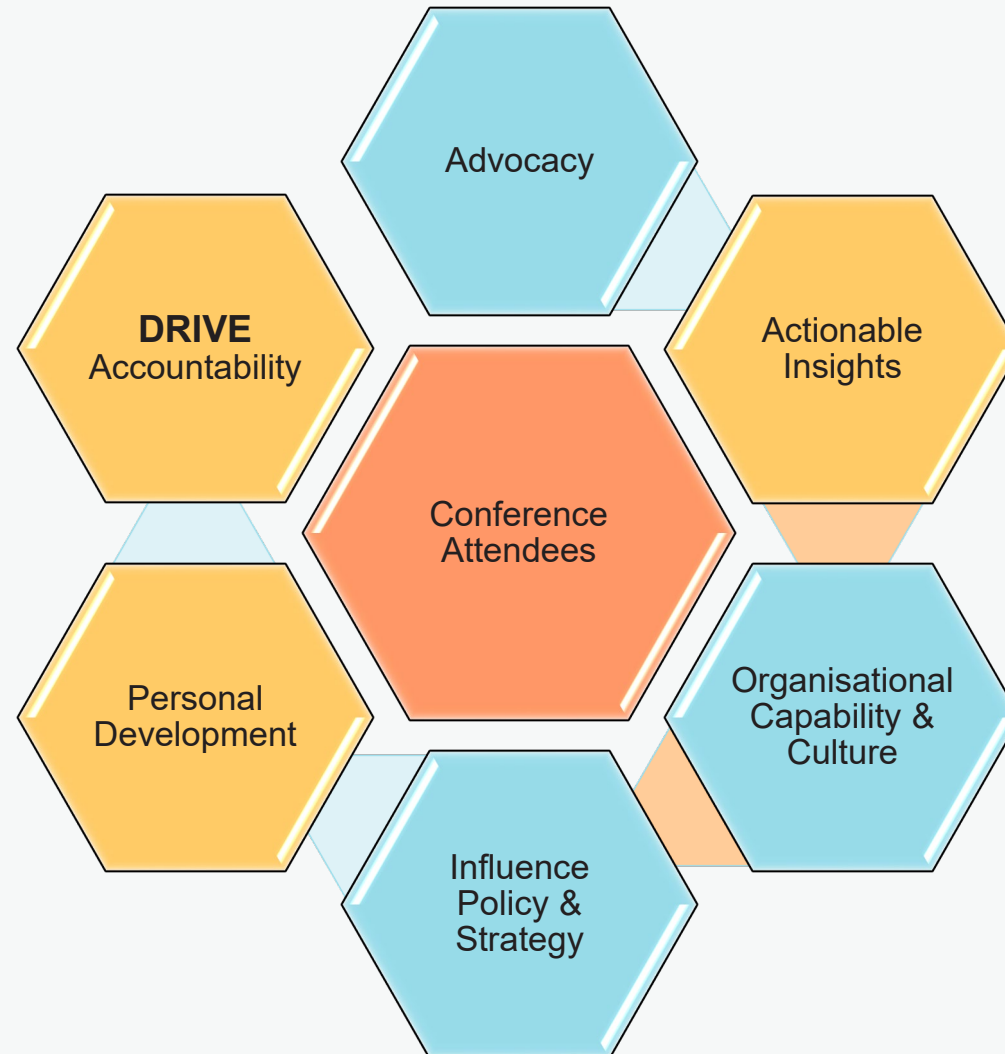 Advocacy
DRIVE
Accountability
Actionable
Insights
Conference
Attendees
Personal
Development
Organisational
Capability &
Culture
Influence
Policy &
Strategy